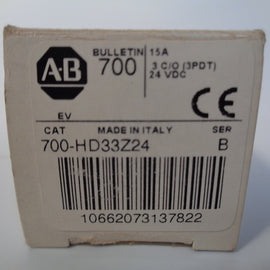 AB
BULLETIN
700
15A
3 C/O (3PDT)
24 VDC
CE
EV
CAT MADE IN ITALY SER
700-HD33Z24 B
10662073137822